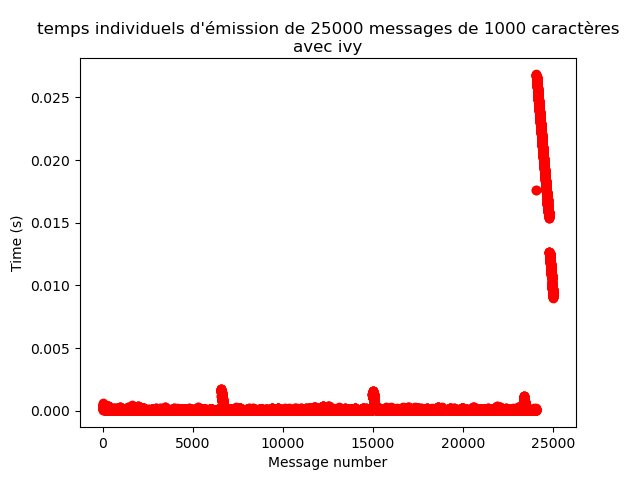 temps individuels d'émission de 25000 messages de 1000 caractères
avec ivy
0.025
0.020
0.015
0.010
0.005
0.000
Time (s)
0 5000 10000 15000 20000 25000
Message number